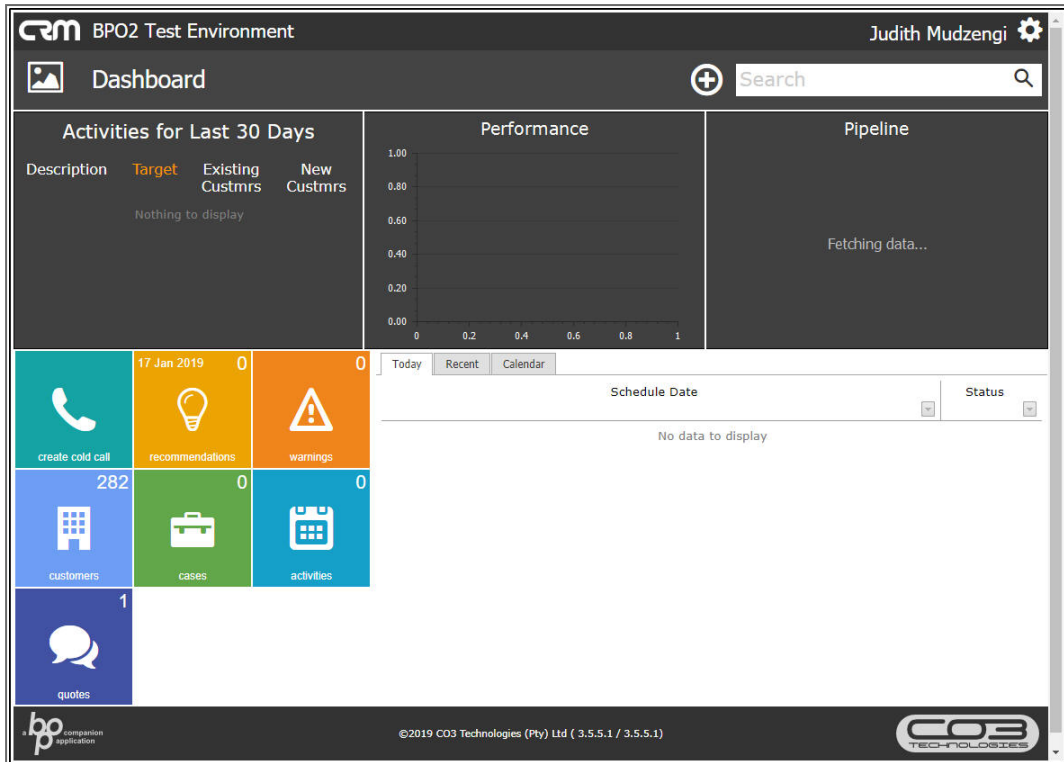 CRM BPO2 Test Environment
Judith Mudzengi
Dashboard
Search
Activities for Last 30 Days
Description Target Existing Custmrs New Custmrs
Nothing to display
Performance
1.00
0.80
0.60
0.40
0.20
0.00
0 0.2 0.4 0.6 0.8 1
Pipeline
Fetching data...
create cold call
17 Jan 2019 0
recommendations
0
warnings
282
customers
0
cases
0
activities
1
quotes
Today Recent Calendar
Schedule Date Status
No data to display
a bpo companion application
©2019 CO3 Technologies (Pty) Ltd ( 3.5.5.1 / 3.5.5.1)
CO3
TECHNOLOGIES